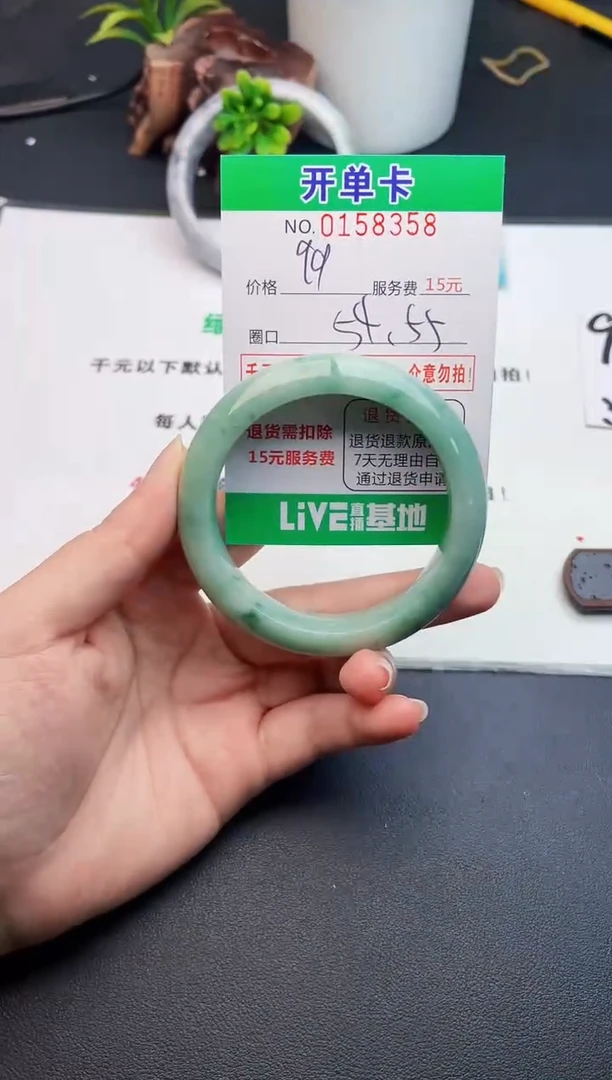 开单卡
NO.0158358
价格 99 服务费 15元
圈口 54.55
介意勿拍!
千元以下默认
拍!
每人
退货需扣除
15元服务费
退货
退货退款原
7天无理由自
通过退货申请
LiVE直播基地